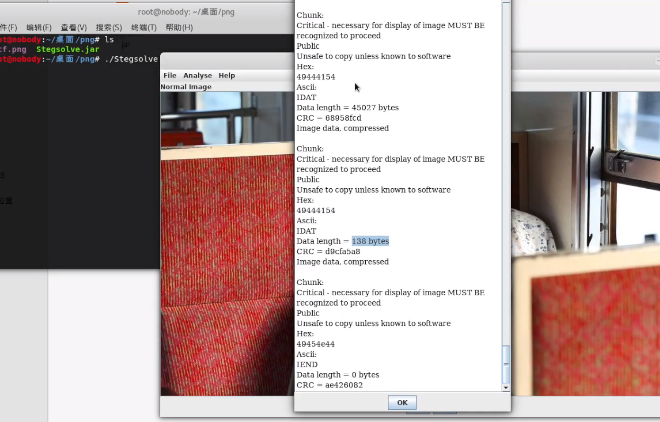 root@nobody: ~/桌面/png
件(F) 编辑(E) 查看(V) 搜索(S) 终端(T) 帮助(H)
ot@nobody:~/桌面/png# ls
cf.png Stegsolve.jar
ot@nobody:~/桌面/png# ./Stegsolve
File Analyse Help
Normal Image
Chunk:
Critical - necessary for display of image MUST BE
recognized to proceed
Public
Unsafe to copy unless known to software
Hex:
49444154
Ascii:
IDAT
Data length = 45027 bytes
CRC = 68958fcd
Image data, compressed
Chunk:
Critical - necessary for display of image MUST BE
recognized to proceed
Public
Unsafe to copy unless known to software
Hex:
49444154
Ascii:
IDAT
Data length = 138 bytes
CRC = d9cfa5a8
Image data, compressed
Chunk:
Critical - necessary for display of image MUST BE
recognized to proceed
Public
Unsafe to copy unless known to software
Hex:
49454e44
Ascii:
IEND
Data length = 0 bytes
CRC = ae426082
OK